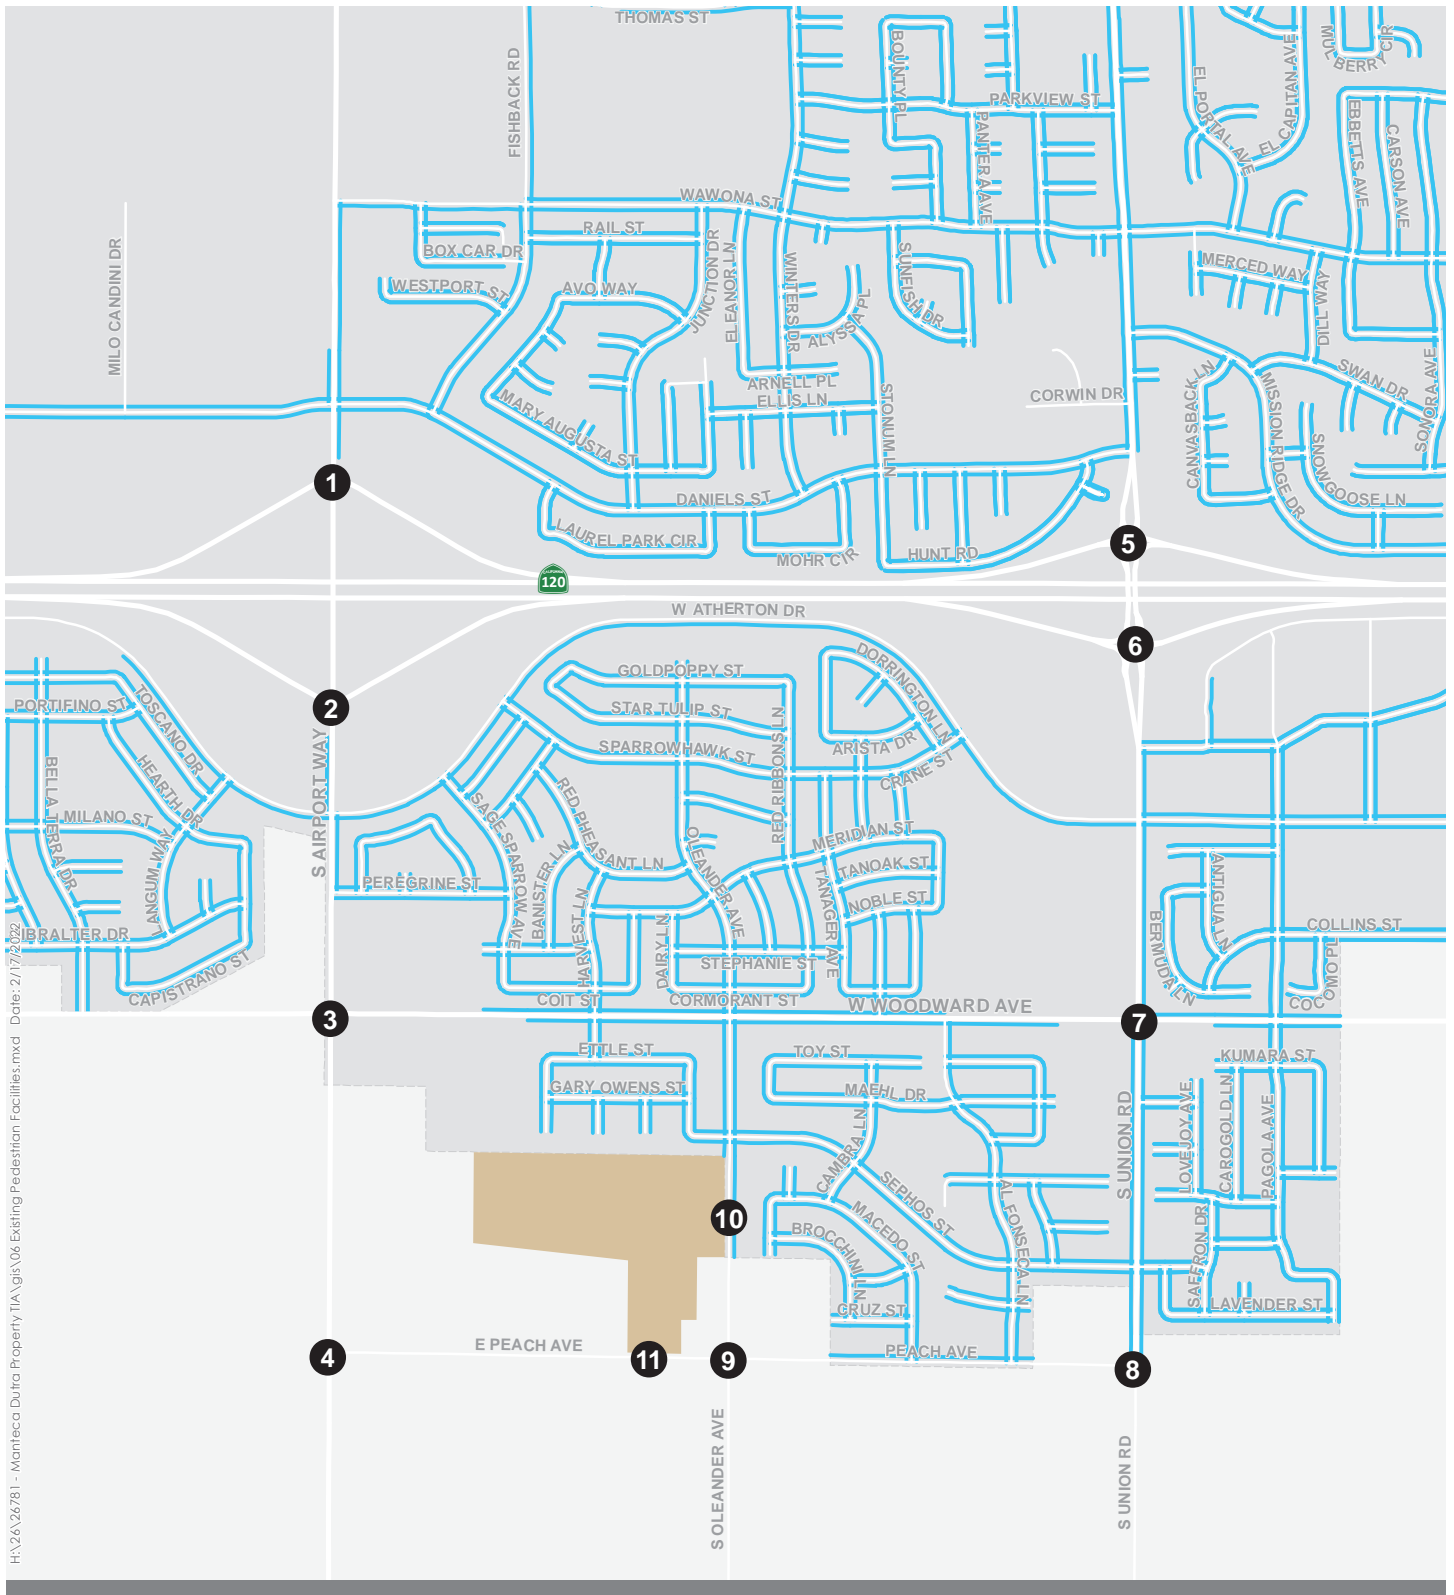 THOMAS ST
FISHBACK RD
BOUNTY PL
PARKVIEW ST
PANTER AVE
EL PORTAL AVE
EL CAPITAN AVE
MULBERRY CIR
EBBETTS AVE
CARSON AVE
WAWONA ST
RAIL ST
BOX CAR DR
WESTPORT ST
AVO WAY
JUNCTION DR
ELEANOR LN
WINTERS DR
ALYSSA PL
SUNFISH DR
MERCED WAY
DILL WAY
MILO CANDINI DR
ARNELL PL
ELLIS LN
STONUM LN
CORWIN DR
CANVASBACK LN
MISSION RIDGE DR
SWAN DR
SONORA AVE
SNOWGOOSE LN
MARY AUGUSTA ST
DANIELS ST
LAUREL PARK CIR
MOHR CIR
HUNT RD
1
5
CALIFORNIA
120
W ATHERTON DR
6
2
GOLDPOPPY ST
DORRINGTON LN
STAR TULIP ST
SPARROWHAWK ST
RED RIBBONS LN
ARISTA DR
CRANE ST
PORTIFINO ST
TOSCANO DR
HEARTH DR
BELLA TERRA DR
MILANO ST
LANGUM WAY
IBRALTER DR
CAPISTRANO ST
S AIRPORT WAY
SAGE SPARROW AVE
RED PHEASANT LN
BANISTER LN
HARVEST LN
PEREGRINE ST
OLEANDER AVE
MERIDIAN ST
TANOAK ST
NOBLE ST
TANAGER AVE
DAIRY LN
STEPHANIE ST
COIT ST
CORMORANT ST
W WOODWARD AVE
ANTIGUA LN
BERMUDA LN
COLLINS ST
COCOMO PL
3
7
ETTLE ST
GARY OWENS ST
TOY ST
MAEHL DR
CAMBRA LN
SEPHOS ST
MACEDO ST
BROCCHINI LN
CRUZ ST
AL FONSECA LN
S UNION RD
KUMARA ST
LOVEJOY AVE
CAROGOLD LN
PAGOLA AVE
SAFFRON DR
LAVENDER ST
10
4
E PEACH AVE
11
9
PEACH AVE
8
S OLEANDER AVE
S UNION RD
H:\26\26781 - Manteca Dutra Property TIA\gis\06 Existing Pedestrian Facilities.mxd Date: 2/17/2022